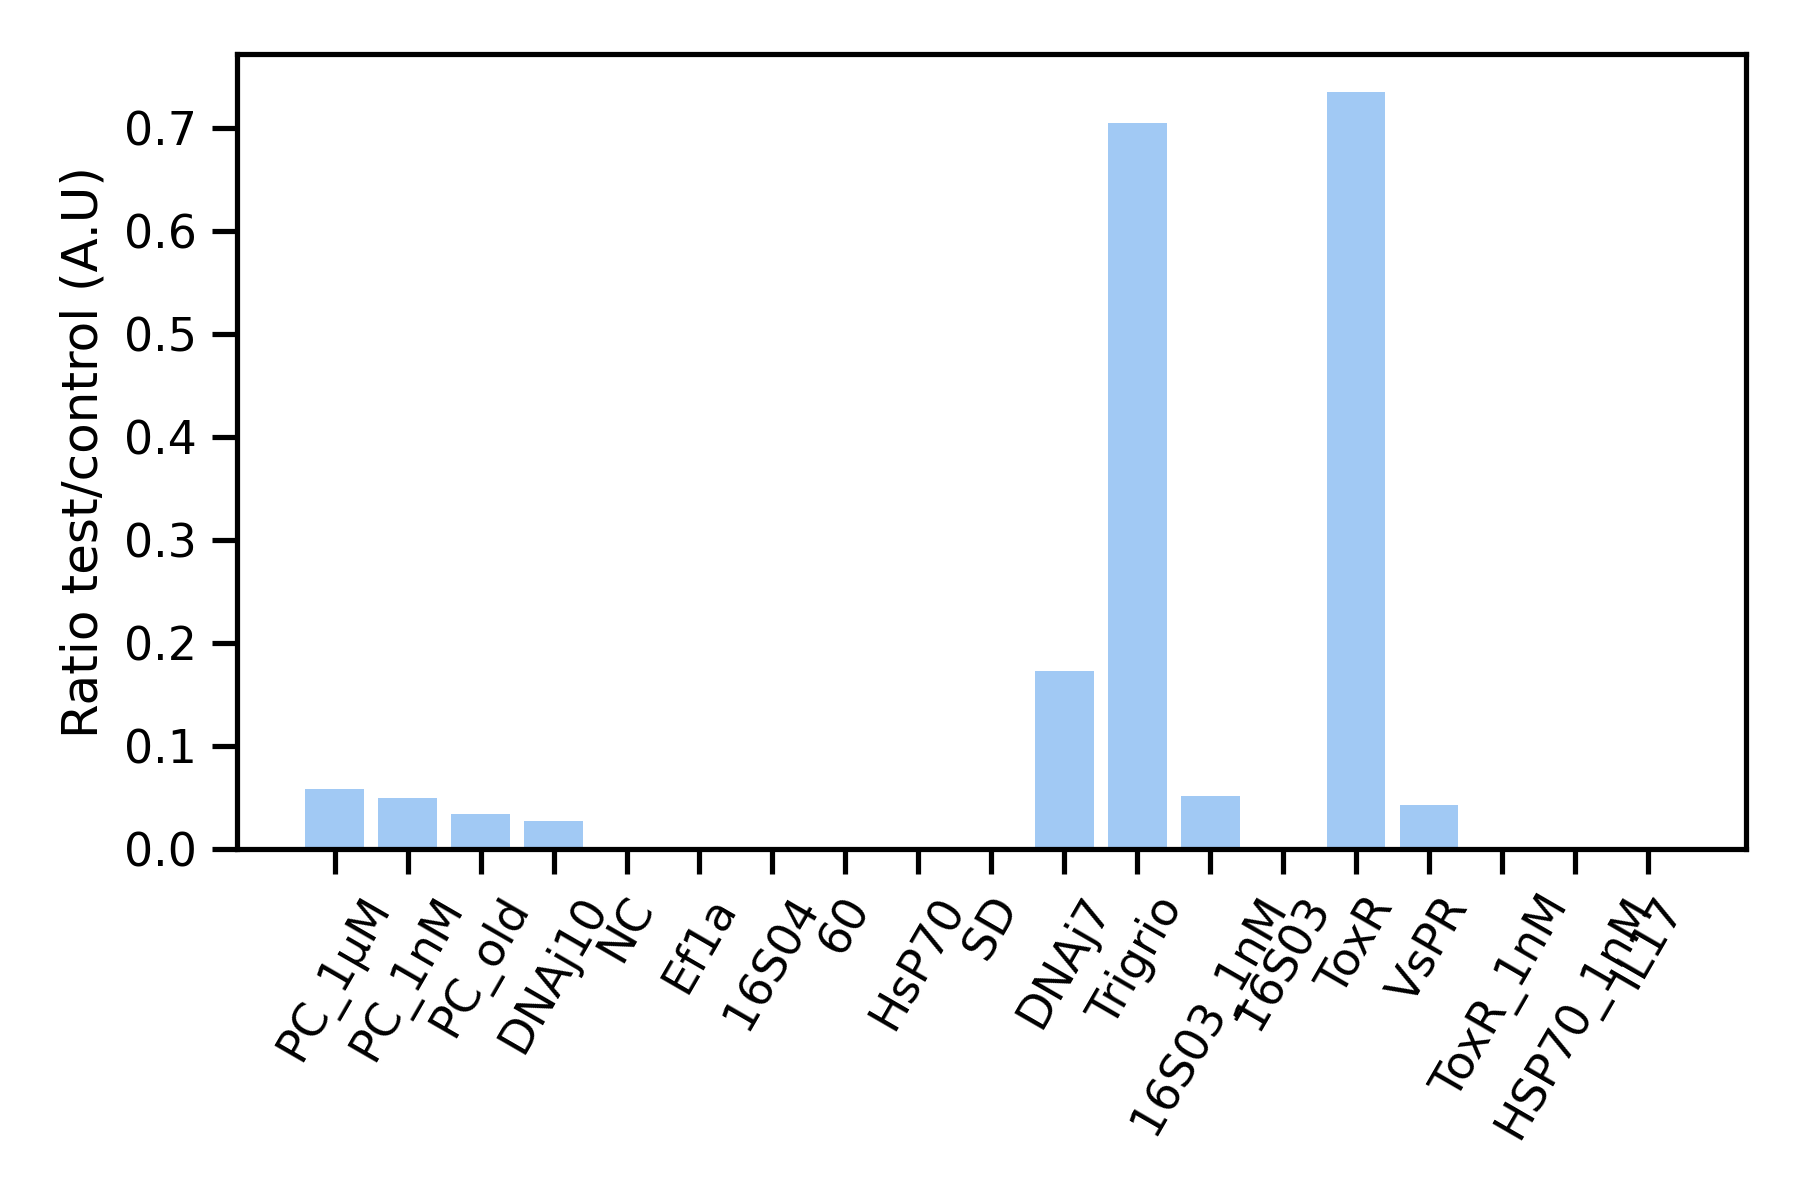 Ratio test/control (A.U)
0.7
0.6
0.5
0.4
0.3
0.2
0.1
0.0
PC_1µM
PC_1nM
PC_old
DNAj10
NC
Ef1a
16S04
60
HsP70
SD
DNAj7
Trigrio
16S03_1nM
16S03
ToxR
VsPR
ToxR_1nM
HSP70_1nM
IL17